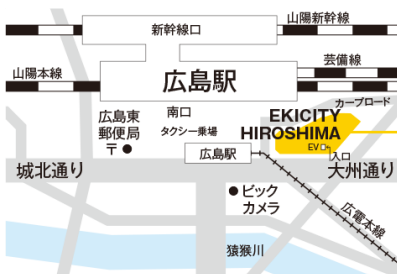 新幹線口
山陽新幹線
山陽本線
広島駅
芸備線
カープロード
広島東
郵便局
〒
南口
タクシー乗場
EKICITY
HIROSHIMA
EV
入口
広島駅
城北通り
大州通り
ビック
カメラ
広電本線
猿猴川